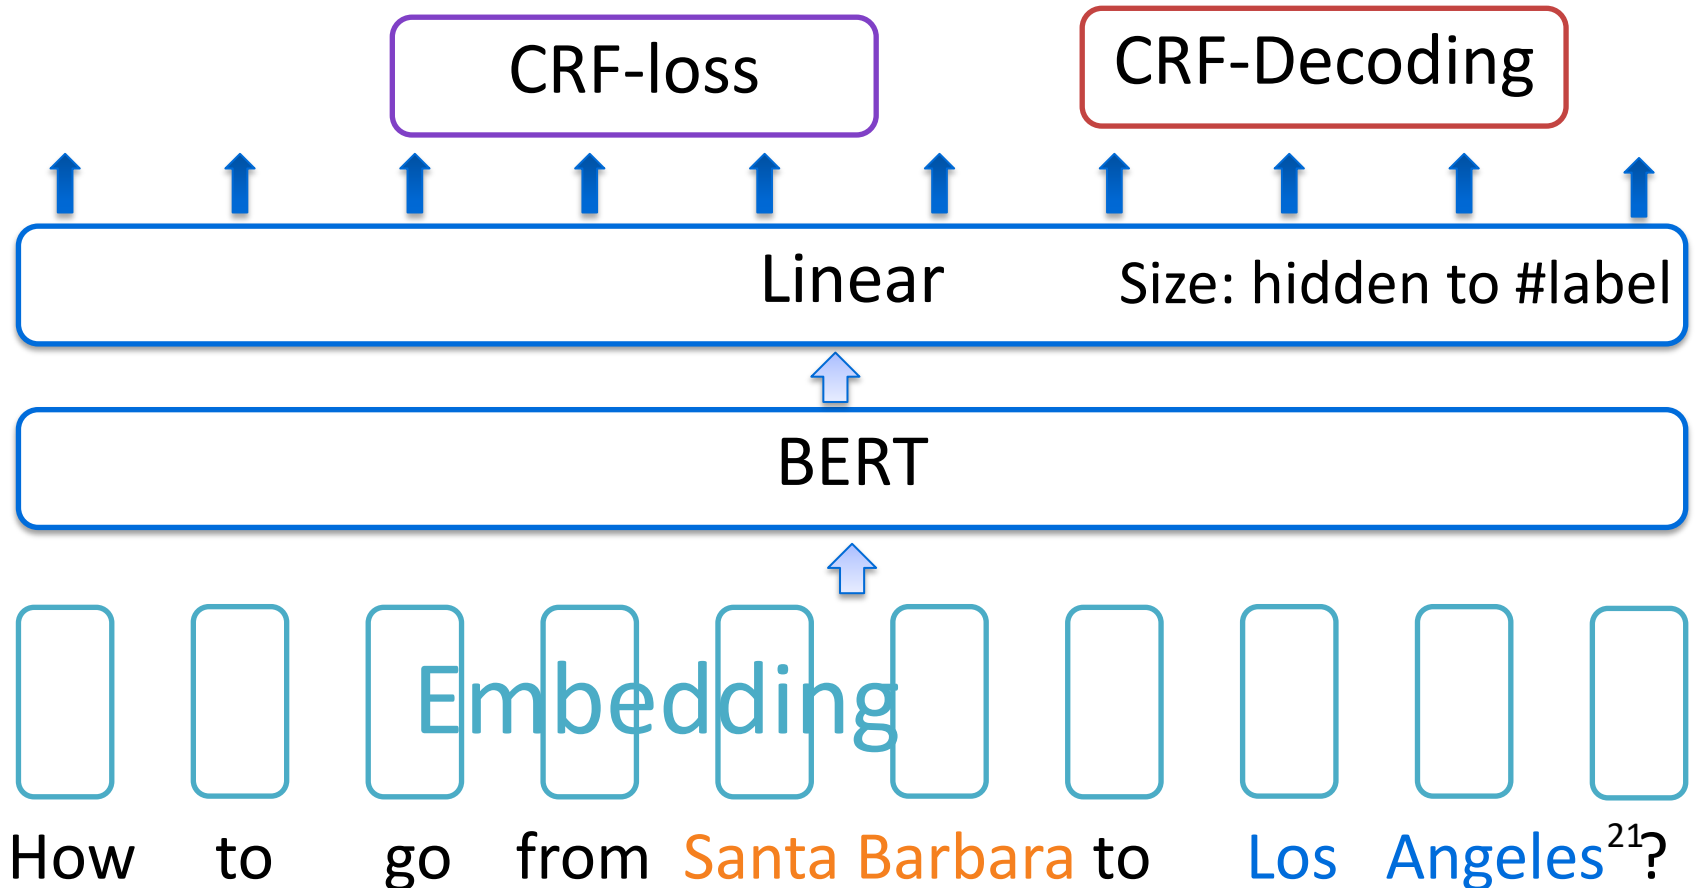 CRF-loss CRF-Decoding
Linear Size: hidden to #label
BERT
Embedding
How to go from Santa Barbara to Los Angeles ?
21